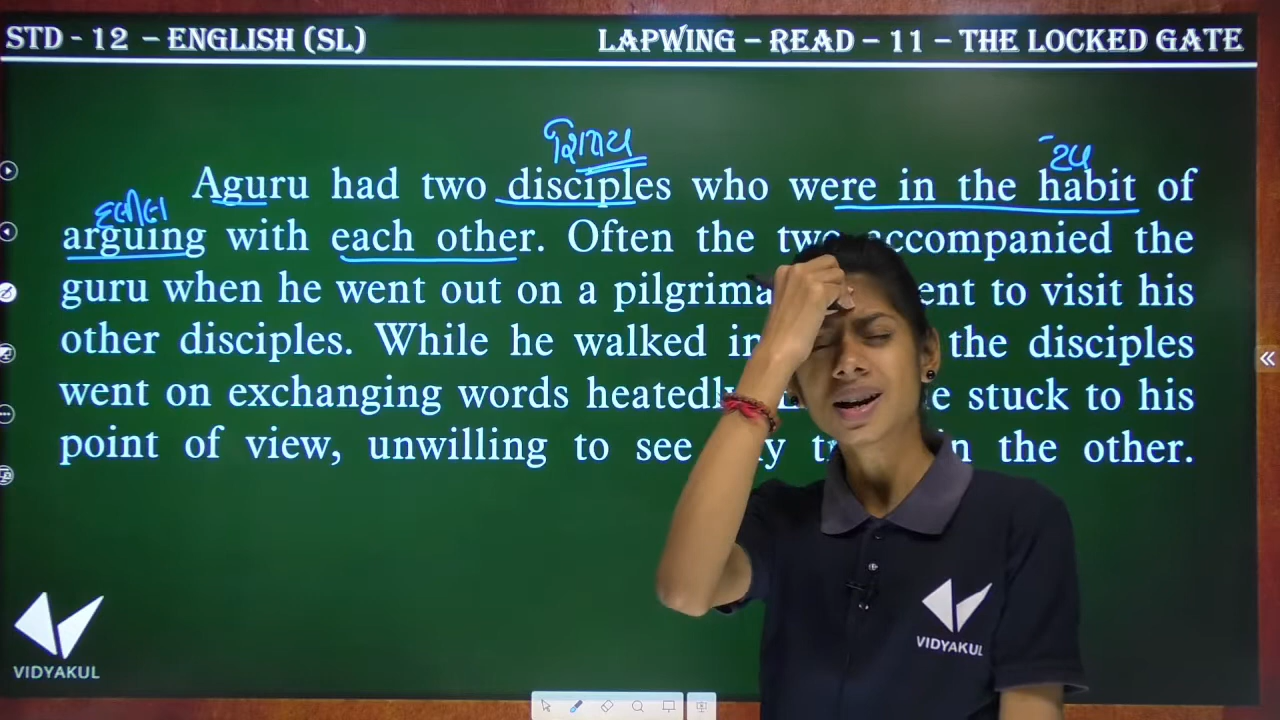 STD - 12 – ENGLISH (SL)
LAPWING – READ – 11 – THE LOCKED GATE
શિષ્ય
ટેવ
Aguru had two disciples who were in the habit of
દલીલ
arguing with each other. Often the two accompanied the
guru when he went out on a pilgrima ent to visit his
other disciples. While he walked in the disciples
went on exchanging words heatedly e stuck to his
point of view, unwilling to see in the other.
VIDYAKUL
VIDYAKUL